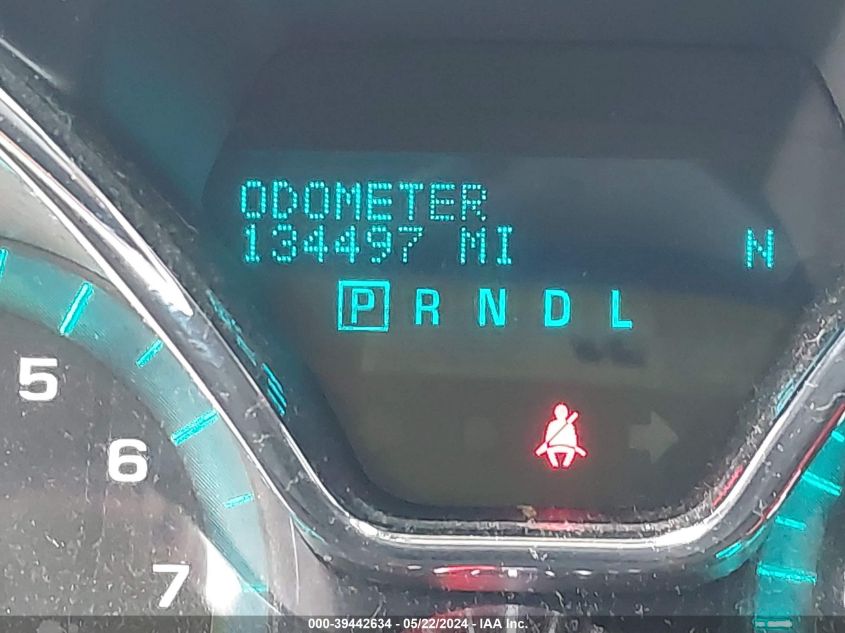 ODOMETER
134497 MI N
P R N D L
5
6
7
000-39442634 - 05/22/2024 - IAA Inc.